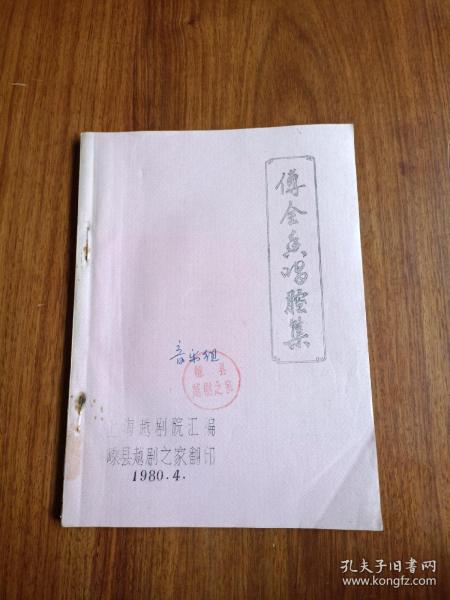 傅全香唱腔集
音乐组
嵊县
越剧之家
上海越剧院汇编
嵊县越剧之家翻印
1980.4.
孔夫子旧书网
www.kongfz.com